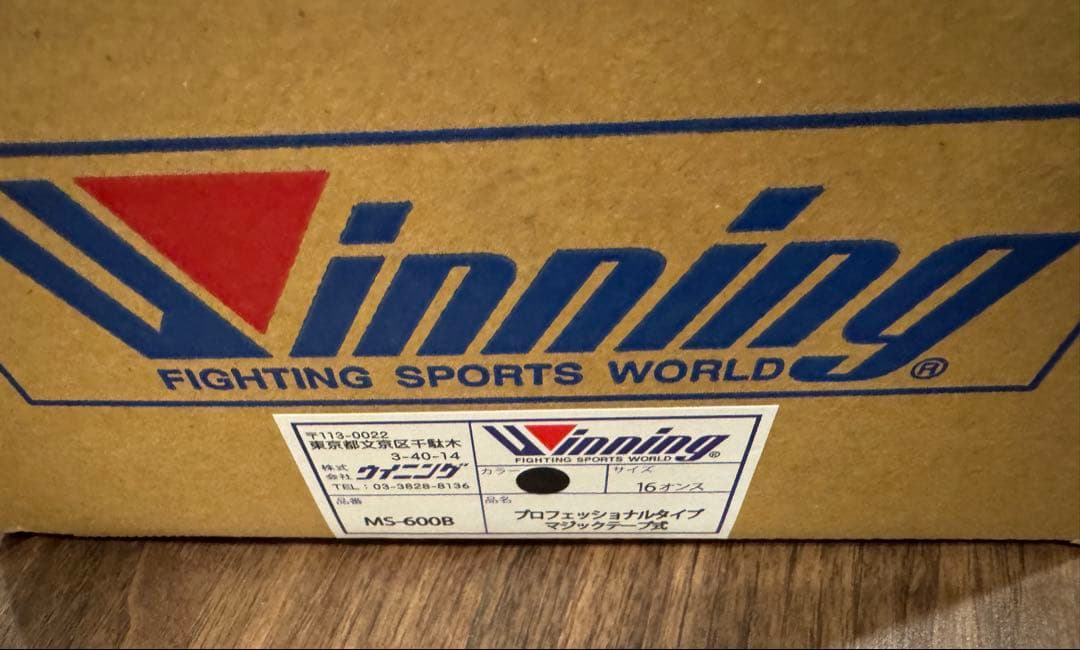 Winning
FIGHTING SPORTS WORLD®
〒113-0022
東京都文京区千駄木
3-40-14
株式会社 ウイニング
TEL：03-3828-8136
Winning®
FIGHTING SPORTS WORLD
カラー
サイズ
16オンス
品番
MS-600B
品名
プロフェッショナルタイプ
マジックテープ式